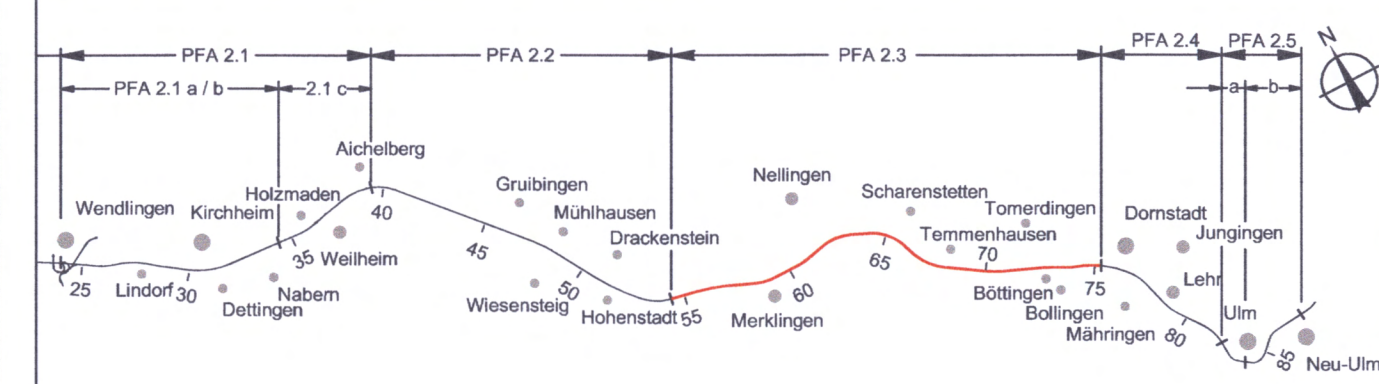 PFA 2.1
PFA 2.2
PFA 2.3
PFA 2.4
PFA 2.5
N
PFA 2.1 a / b
2.1 c
a
b
Aichelberg
Wendlingen
Kirchheim
Holzmaden
40
Gruibingen
Mühlhausen
Drackenstein
Nellingen
Scharenstetten
Tomerdingen
Temmenhausen
Dornstadt
Jungingen
25
Lindorf
30
Dettingen
Nabern
35
Weilheim
45
Wiesensteig
50
Hohenstadt
55
Merklingen
60
65
70
Böttingen
Bollingen
Mähringen
75
Lehr
80
Ulm
85
Neu-Ulm